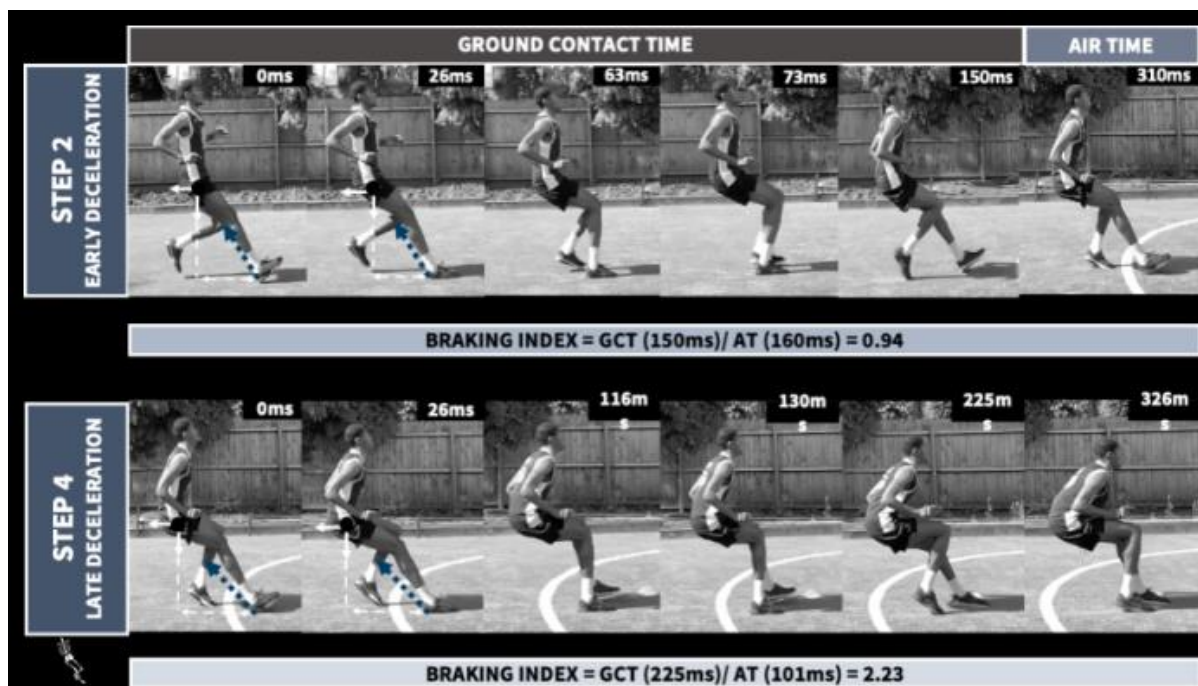 GROUND CONTACT TIME
AIR TIME
STEP 2
EARLY DECELERATION
0ms
26ms
63ms
73ms
150ms
310ms
BRAKING INDEX = GCT (150ms)/ AT (160ms) = 0.94
STEP 4
LATE DECELERATION
0ms
26ms
116m
s
130m
s
225m
s
326m
s
BRAKING INDEX = GCT (225ms)/ AT (101ms) = 2.23